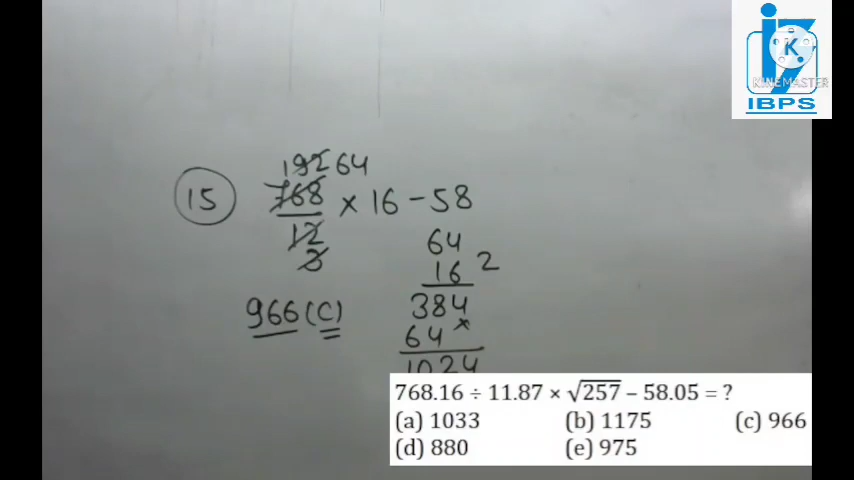 K
KINEMASTER
IBPS
192 64
15 768 × 16 - 58
12
3
64
16 2
384
64 ×
1024
966 (C)
768.16 ÷ 11.87 × √257 – 58.05 = ?
(a) 1033 (b) 1175 (c) 966
(d) 880 (e) 975